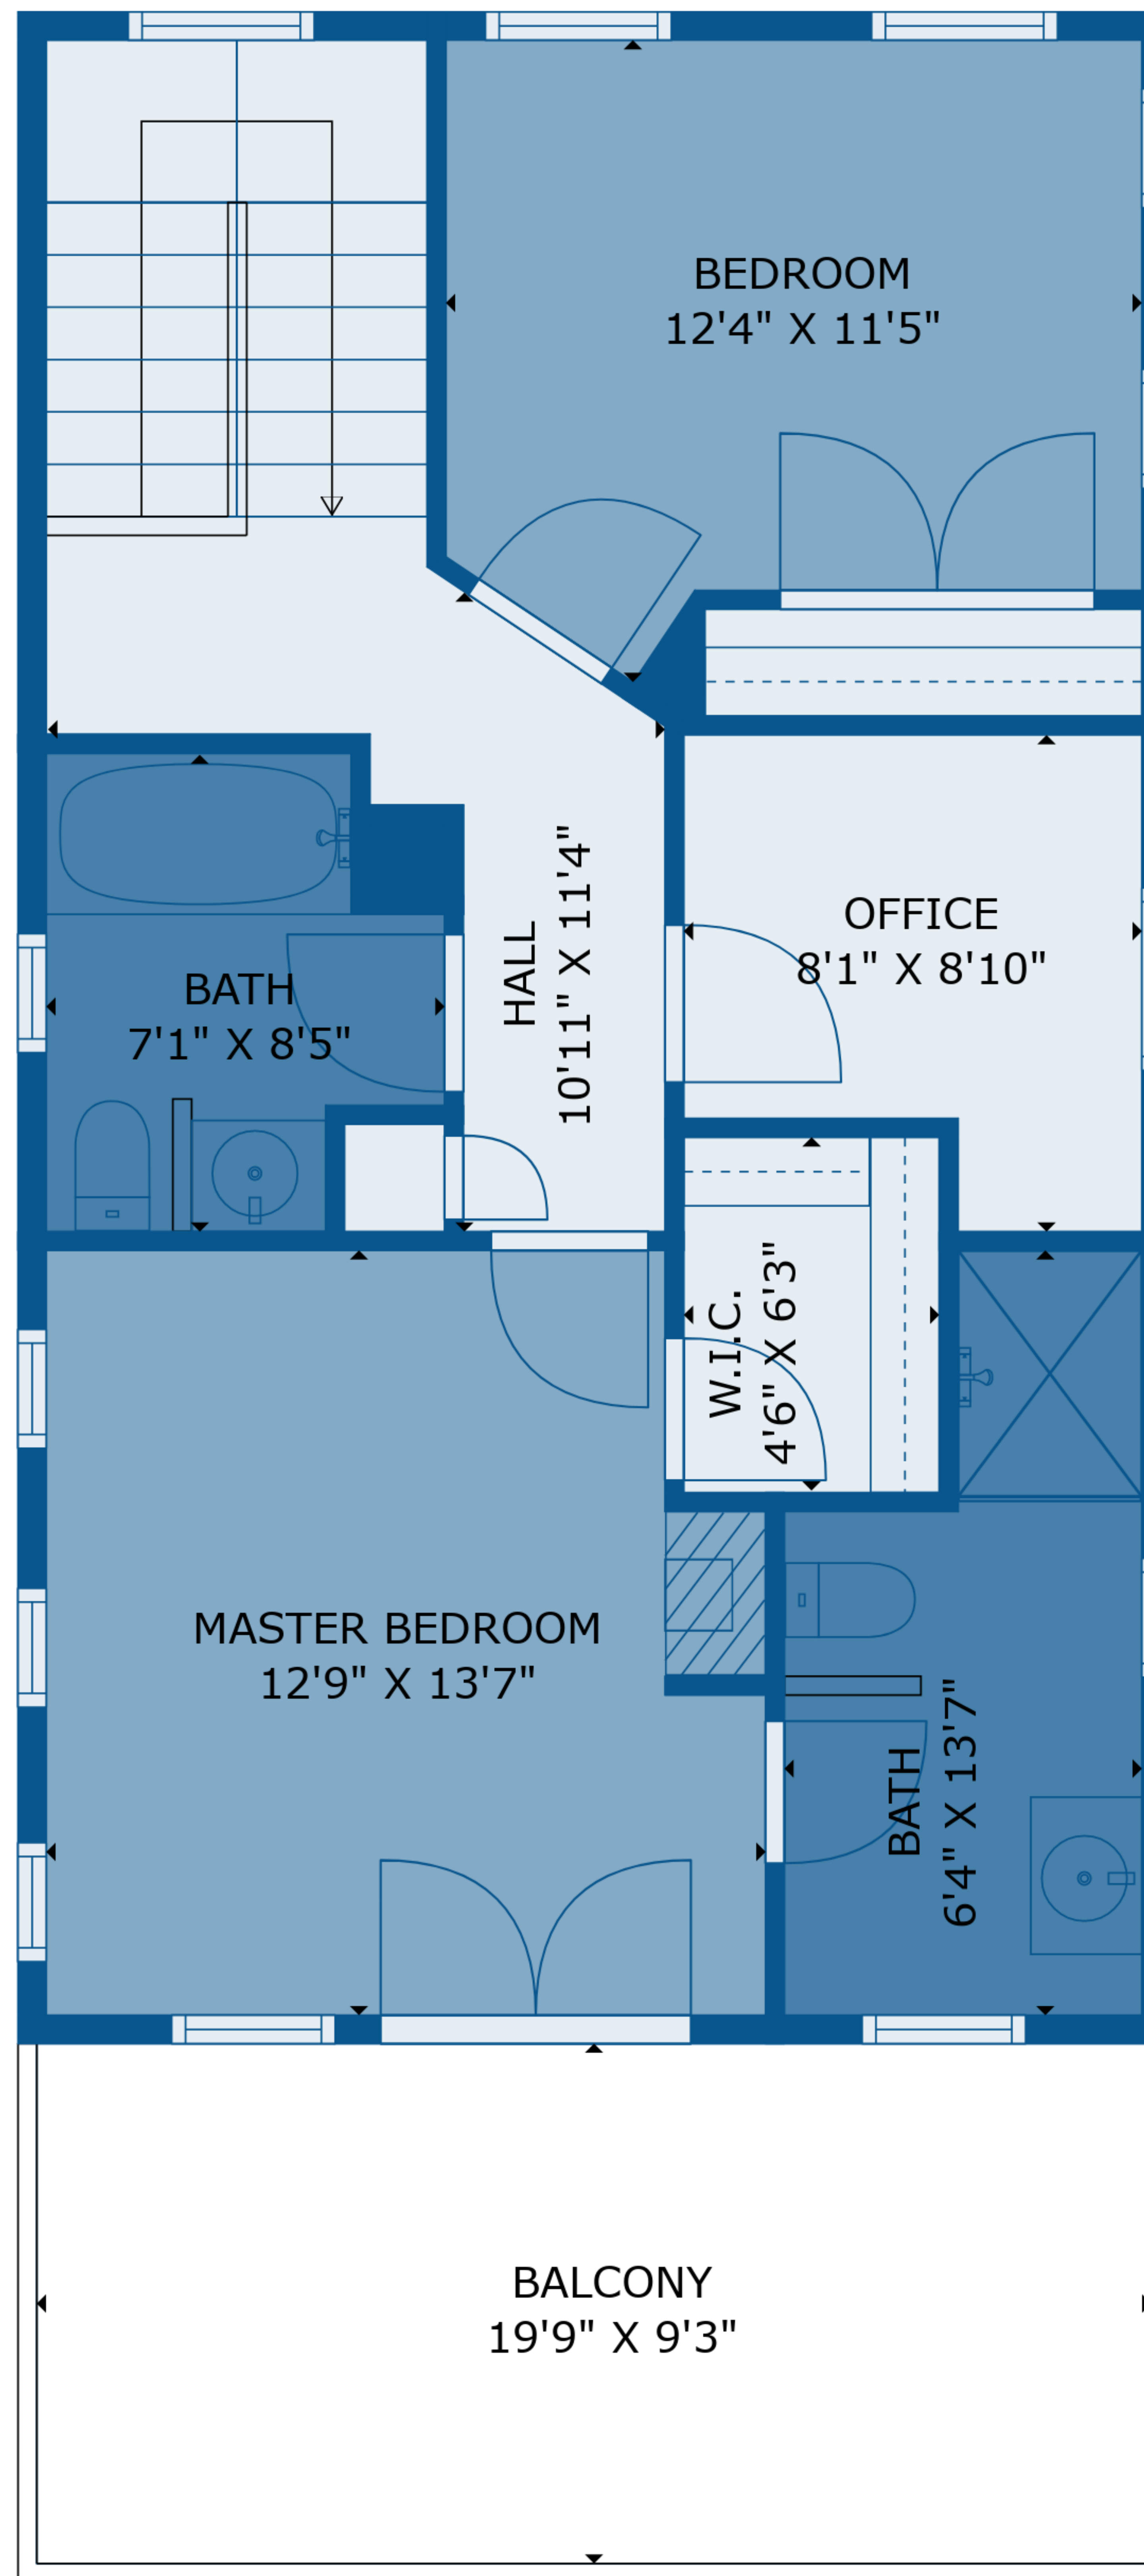 BEDROOM
12'4" X 11'5"
OFFICE
8'1" X 8'10"
HALL
10'11" X 11'4"
BATH
7'1" X 8'5"
W.I.C.
4'6" X 6'3"
MASTER BEDROOM
12'9" X 13'7"
BATH
6'4" X 13'7"
BALCONY
19'9" X 9'3"